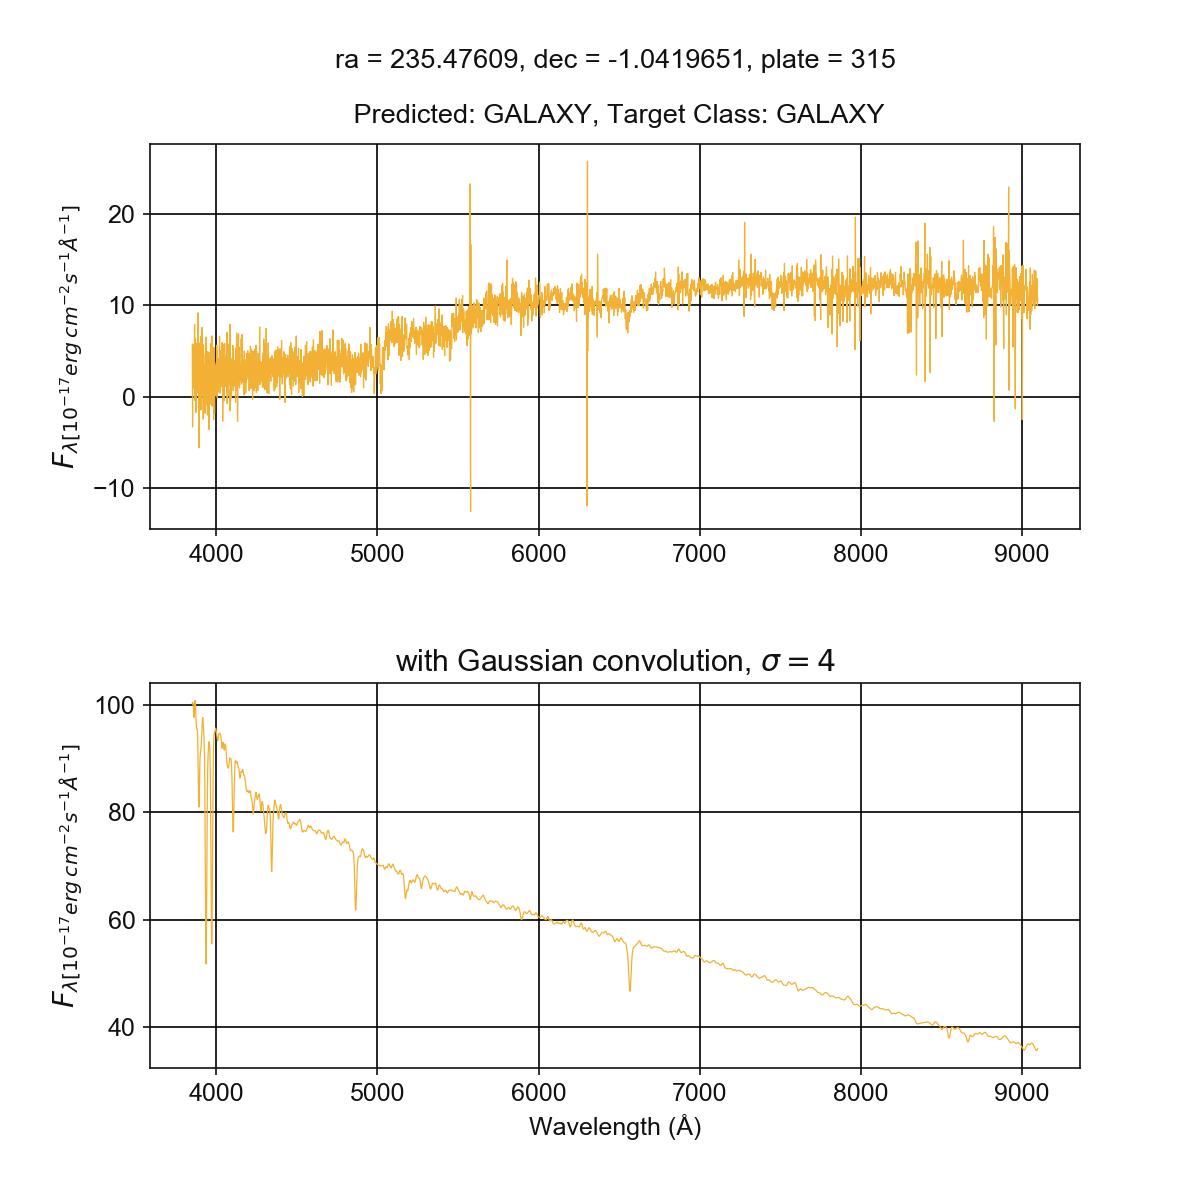 ra = 235.47609, dec = -1.0419651, plate = 315
Predicted: GALAXY, Target Class: GALAXY
20
10
0
−10
F_{λ[10^{−17} erg cm^{−2} s^{−1} Å^{−1}]}
4000 5000 6000 7000 8000 9000
with Gaussian convolution, σ = 4
100
80
60
40
F_{λ[10^{−17} erg cm^{−2} s^{−1} Å^{−1}]}
4000 5000 6000 7000 8000 9000
Wavelength (Å)